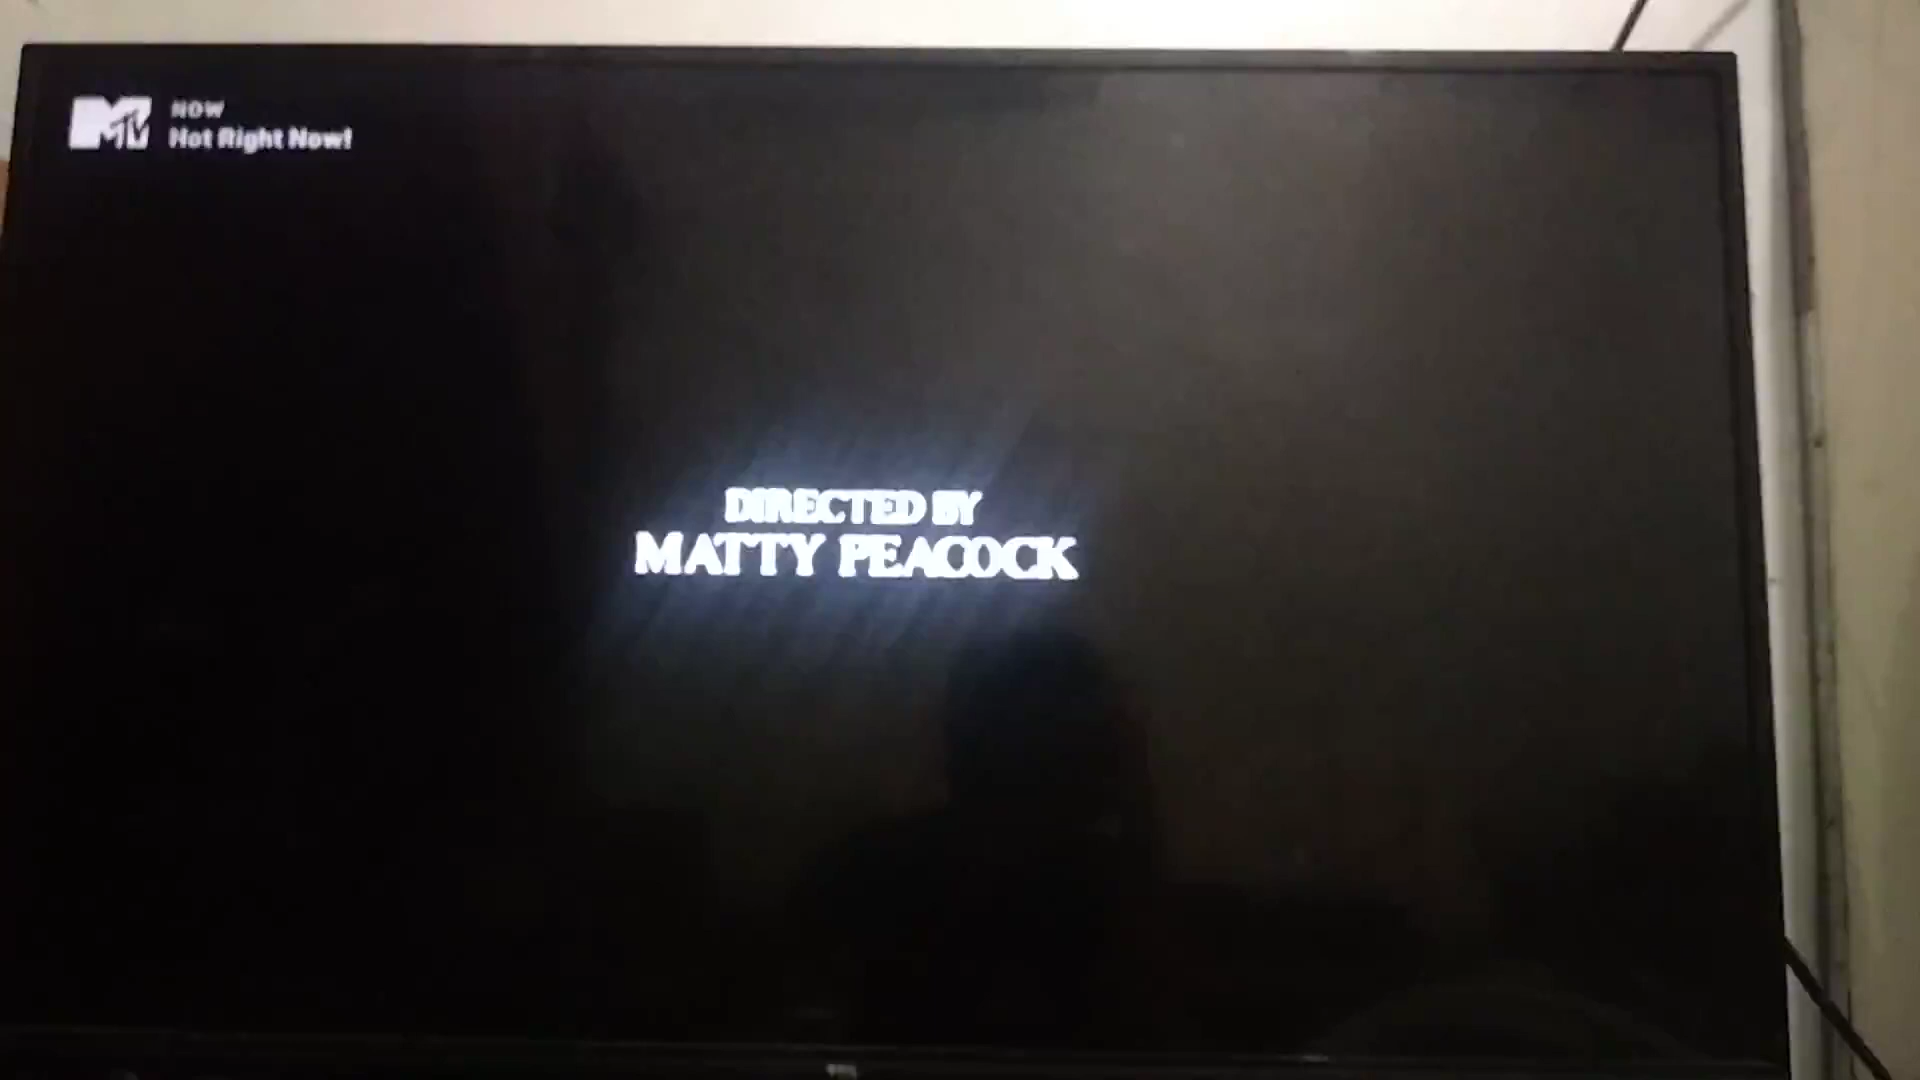 MTV
NOW
Hot Right Now!
DIRECTED BY
MATTY PEACOCK